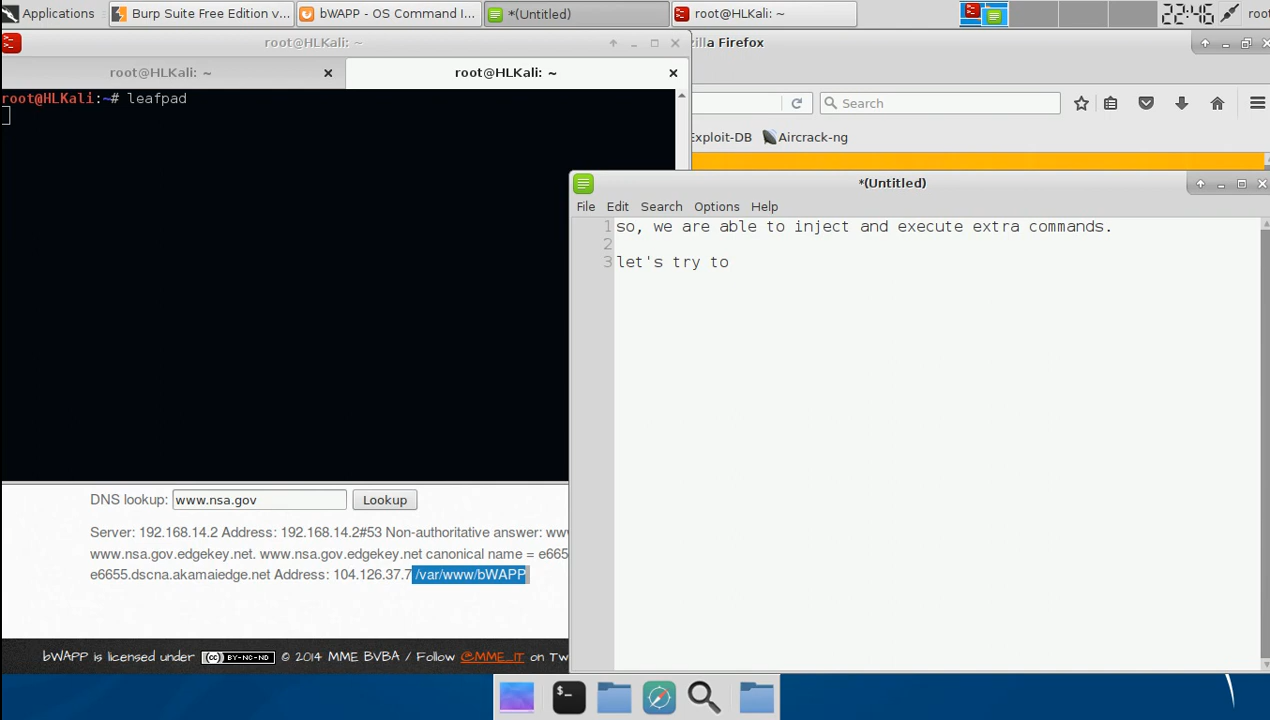 Applications
Burp Suite Free Edition v...
bWAPP - OS Command I...
*(Untitled)
root@HLKali: ~
22:46
root
root@HLKali: ~
lla Firefox
root@HLKali: ~
root@HLKali: ~
root@HLKali:~# leafpad
Search
Exploit-DB
Aircrack-ng
*(Untitled)
File Edit Search Options Help
1 so, we are able to inject and execute extra commands.
2
3 let's try to
DNS lookup: www.nsa.gov Lookup
Server: 192.168.14.2 Address: 192.168.14.2#53 Non-authoritative answer: ww
www.nsa.gov.edgekey.net. www.nsa.gov.edgekey.net canonical name = e665
e6655.dscna.akamaiedge.net Address: 104.126.37.7 /var/www/bWAPP
bWAPP is licensed under (cc) BY-NC-ND © 2014 MME BVBA / Follow @MME_IT on Tw